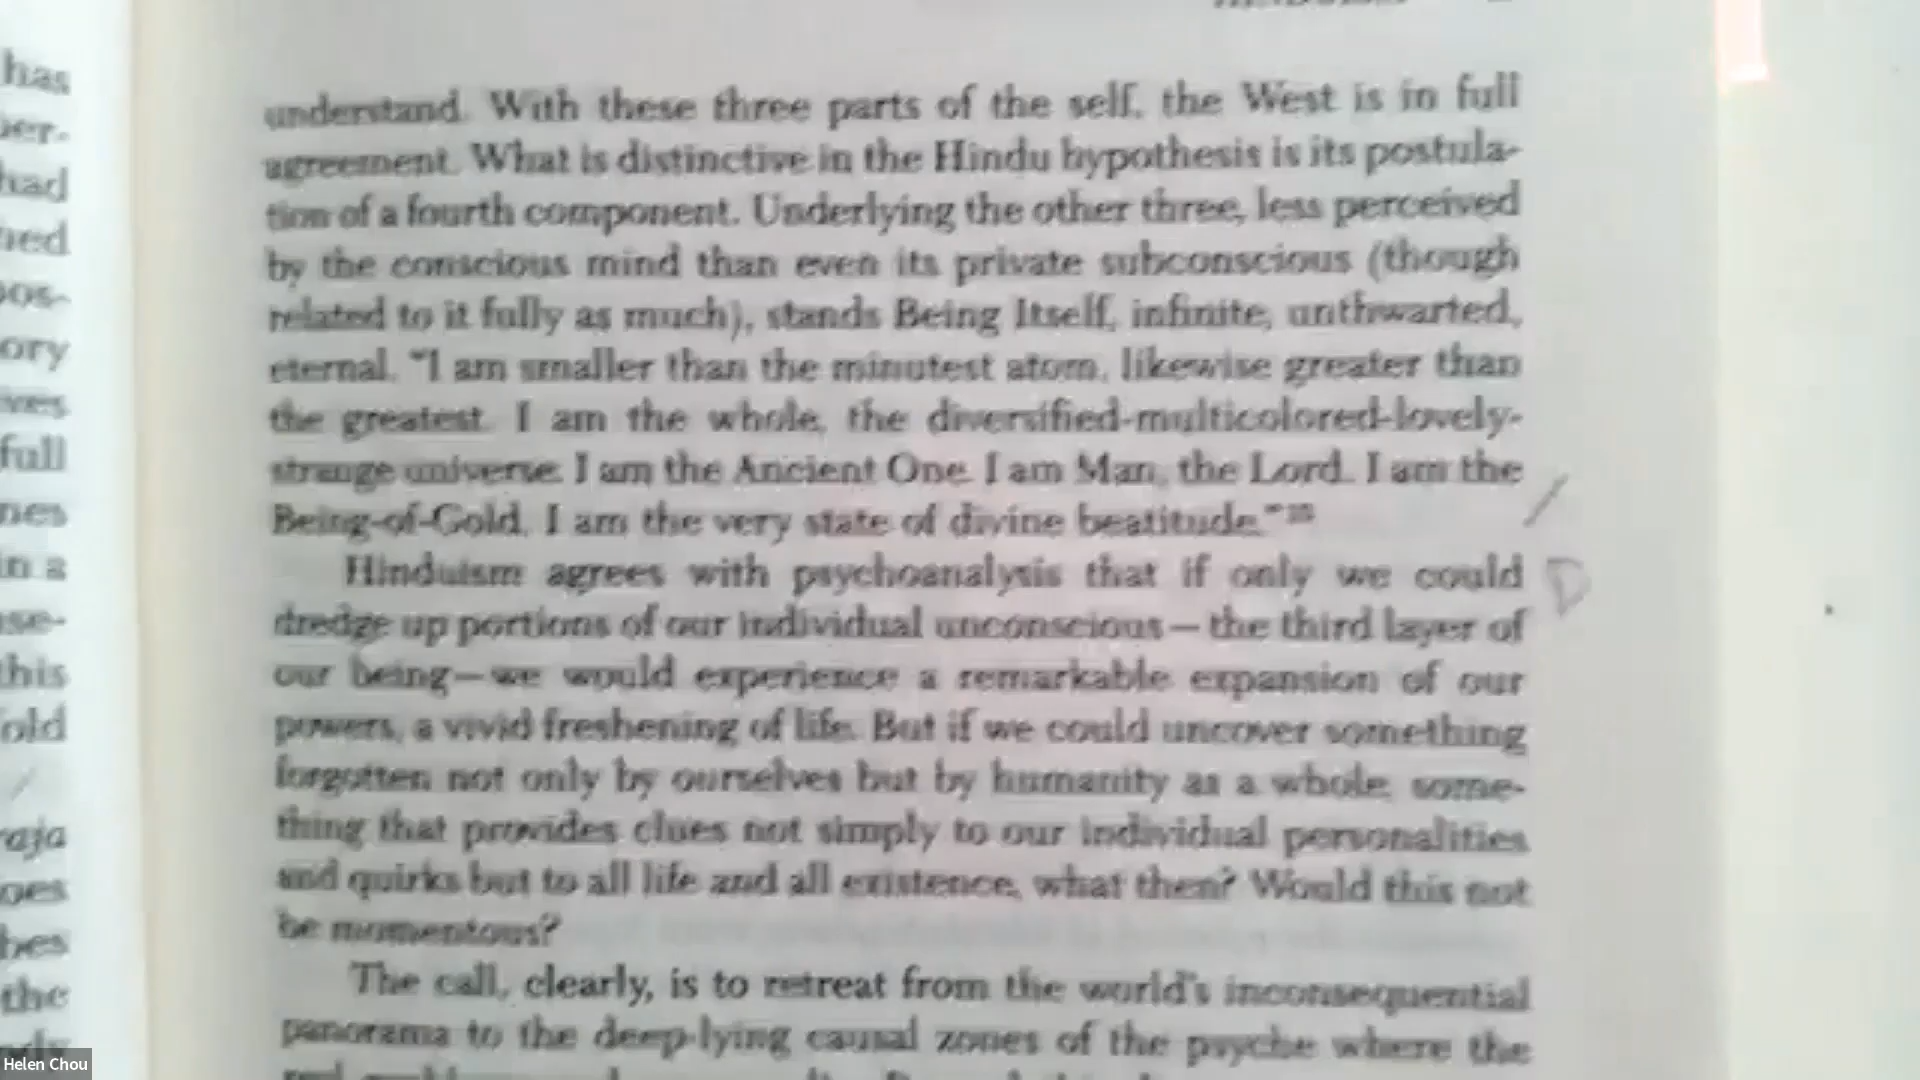 has
per-
had
ned
pos-
ory
ves
full
nes
in a
se-
this
old
raja
oes
bes
the
understand. With these three parts of the self, the West is in full
agreement. What is distinctive in the Hindu hypothesis is its postula-
tion of a fourth component. Underlying the other three, less perceived
by the conscious mind than even its private subconscious (though
related to it fully as much), stands Being Itself, infinite, unthwarted,
eternal. "I am smaller than the minutest atom, likewise greater than
the greatest. I am the whole, the diversified-multicolored-lovely-
strange universe. I am the Ancient One. I am Man, the Lord. I am the
Being-of-Gold. I am the very state of divine beatitude."
Hinduism agrees with psychoanalysis that if only we could
dredge up portions of our individual unconscious—the third layer of
our being—we would experience a remarkable expansion of our
powers, a vivid freshening of life. But if we could uncover something
forgotten not only by ourselves but by humanity as a whole, some-
thing that provides clues not simply to our individual personalities
and quirks but to all life and all existence, what then? Would this not
be momentous?
The call, clearly, is to retreat from the world's inconsequential
panorama to the deep-lying causal zones of the psyche where the
D
Helen Chou